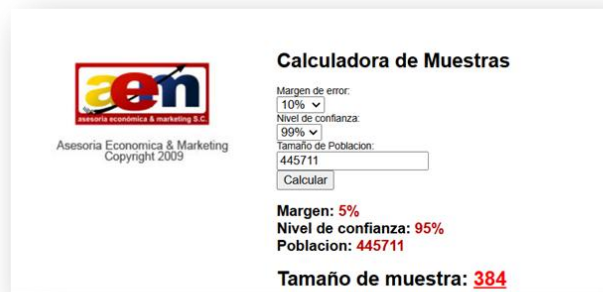 Calculadora de Muestras
aem
asesoría económica & marketing S.C.
Asesoria Economica & Marketing
Copyright 2009
Margen de error:
10%
Nivel de confianza:
99%
Tamaño de Poblacion:
445711
Calcular
Margen: 5%
Nivel de confianza: 95%
Poblacion: 445711
Tamaño de muestra: 384